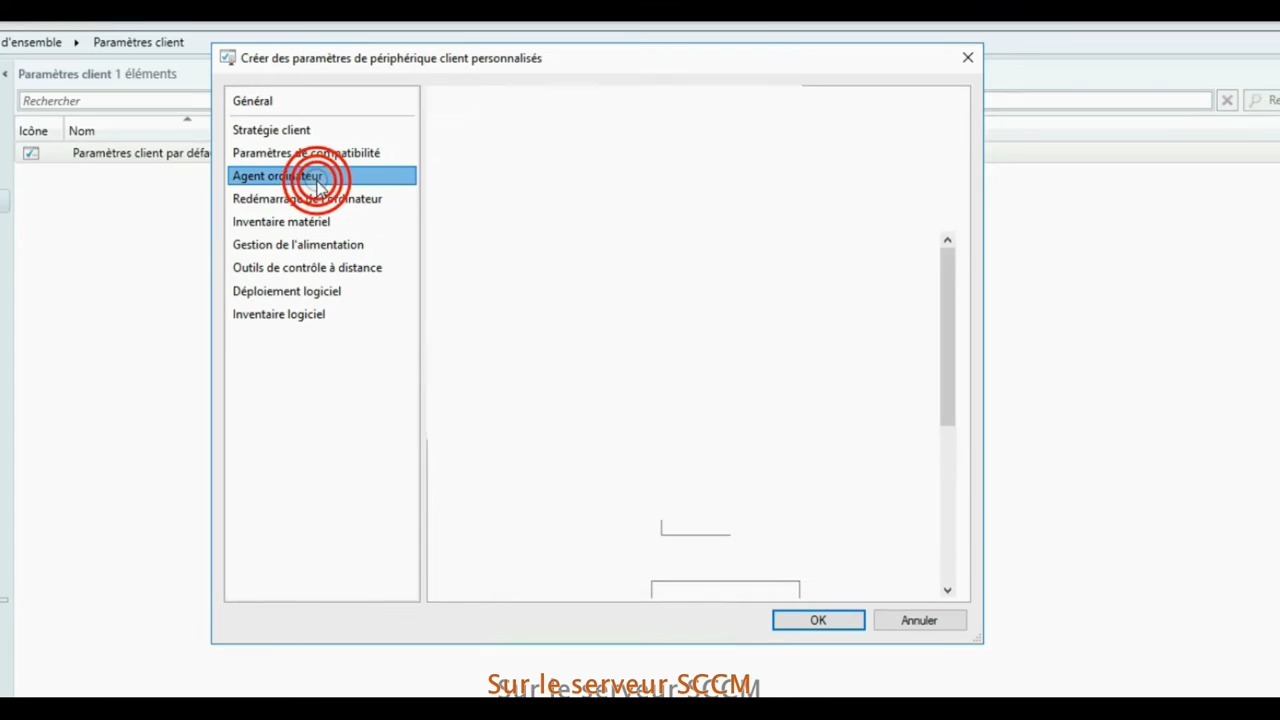 d'ensemble ▸ Paramètres client
Créer des paramètres de périphérique client personnalisés
Paramètres client 1 éléments
Rechercher
Re
Icône Nom
Paramètres client par défa
Général
Stratégie client
Paramètres de compatibilité
Agent ordinateur
Redémarrage de l'ordinateur
Inventaire matériel
Gestion de l'alimentation
Outils de contrôle à distance
Déploiement logiciel
Inventaire logiciel
OK Annuler
Sur le serveur SCCM